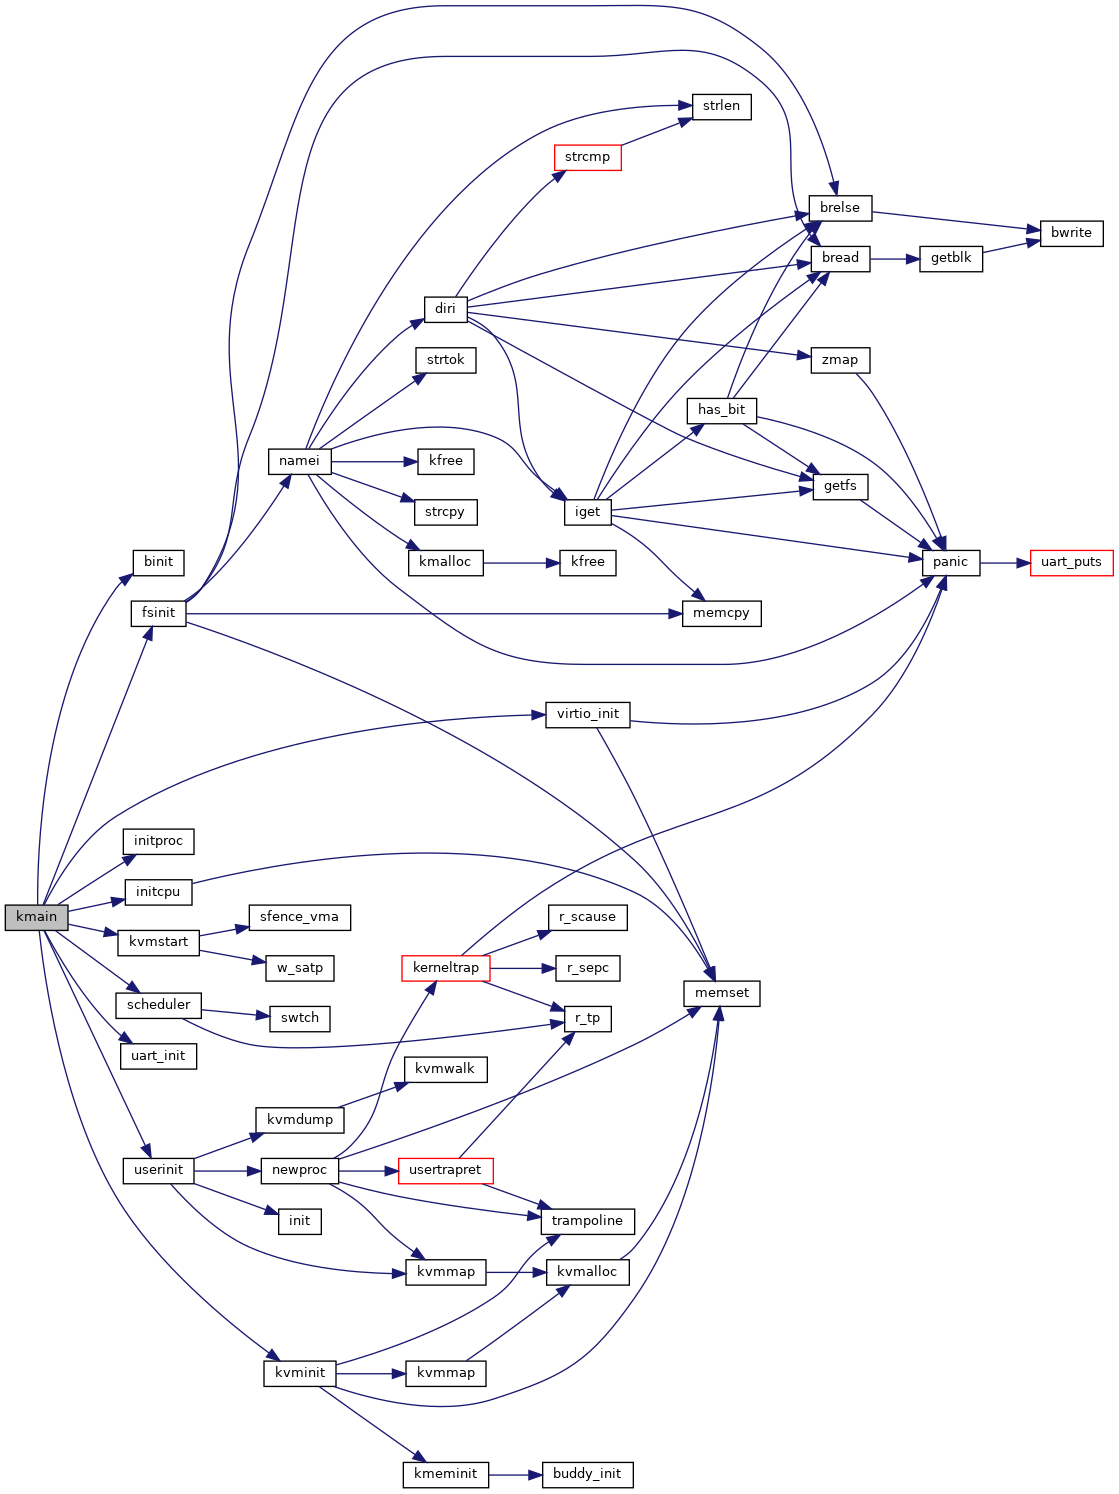 strlen
strcmp
brelse
bwrite
bread
getblk
diri
strtok
zmap
has_bit
namei
kfree
getfs
strcpy
iget
binit
kmalloc
kfree
panic
uart_puts
fsinit
memcpy
virtio_init
initproc
initcpu
kmain
sfence_vma
r_scause
kvmstart
w_satp
kerneltrap
r_sepc
memset
scheduler
swtch
r_tp
uart_init
kvmwalk
kvmdump
userinit
newproc
usertrapret
init
trampoline
kvmmap
kvmalloc
kvminit
kvmmap
kmeminit
buddy_init